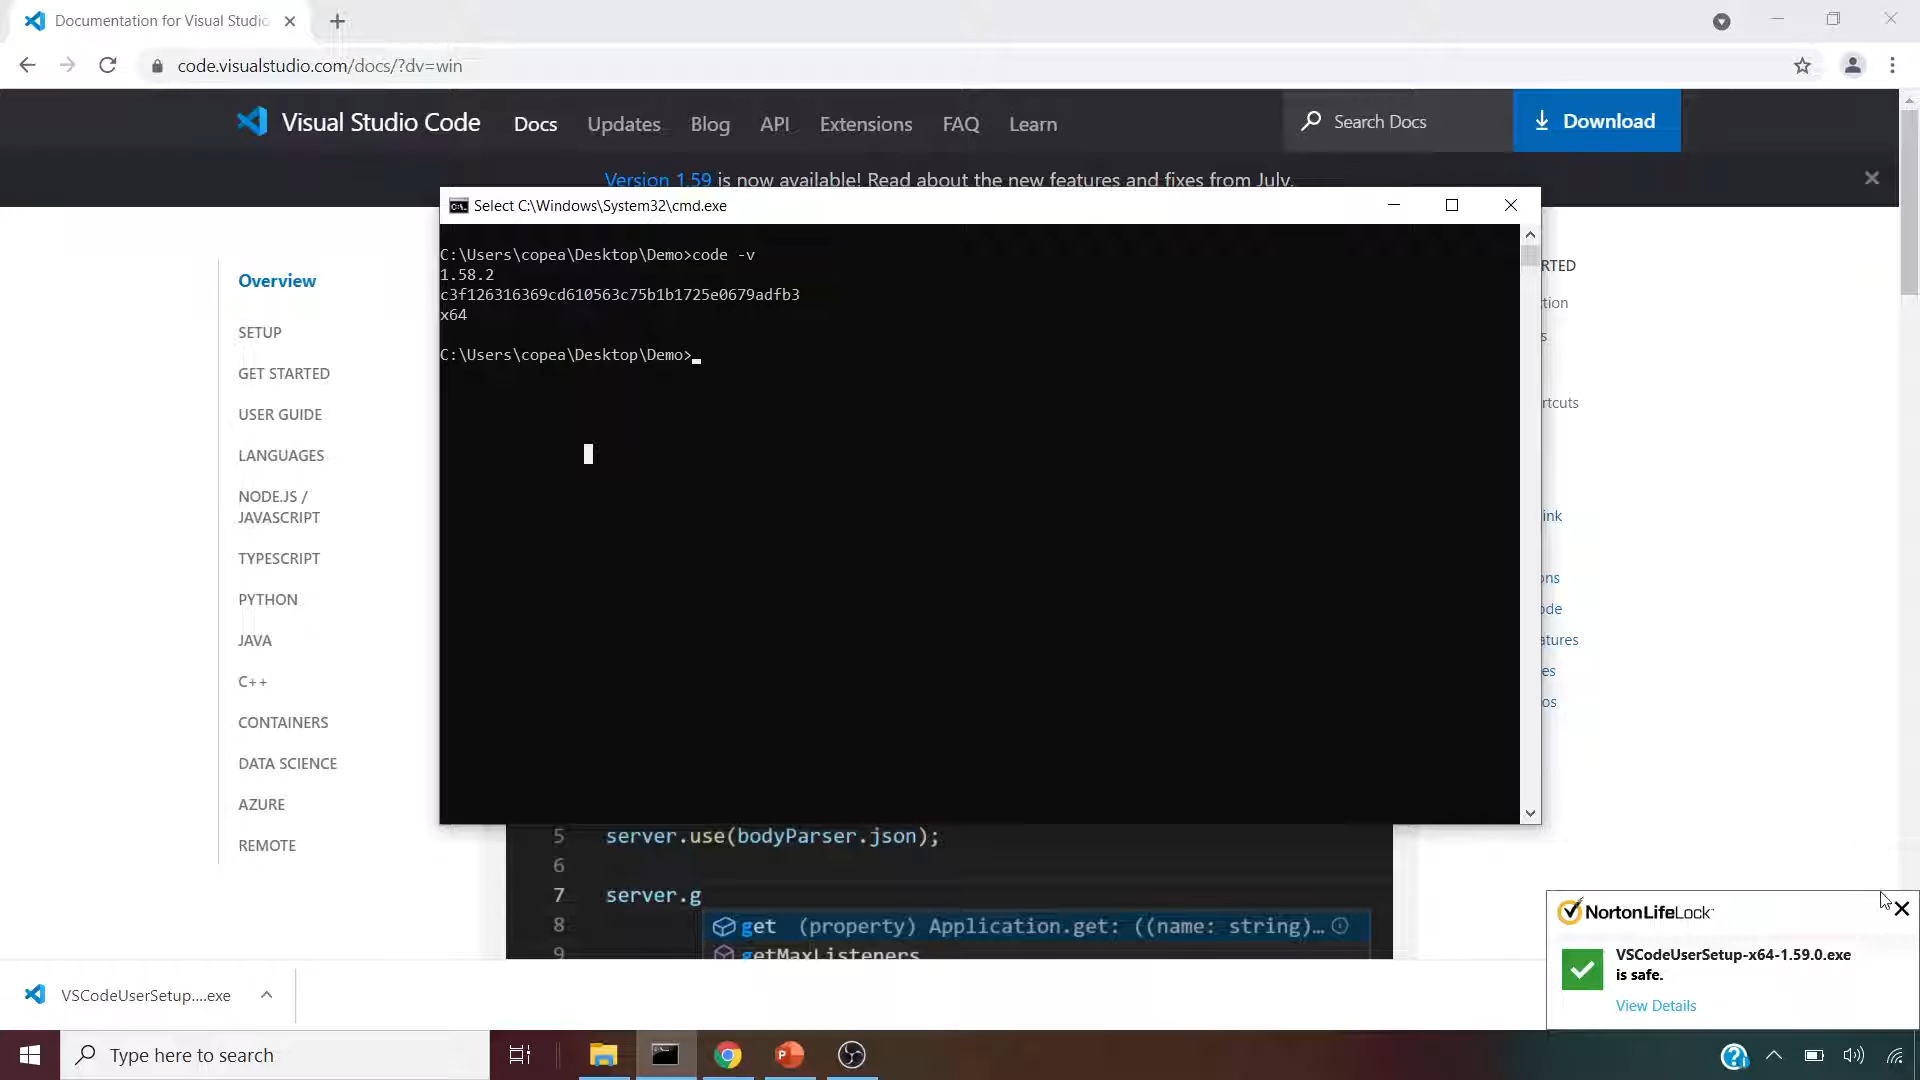 Documentation for Visual Studio
code.visualstudio.com/docs/?dv=win
Visual Studio Code
Docs
Updates
Blog
API
Extensions
FAQ
Learn
Search Docs
Download
Version 1.59 is now available! Read about the new features and fixes from July.
Select C:\Windows\System32\cmd.exe
C:\Users\copea\Desktop\Demo>code -v
1.58.2
c3f126316369cd610563c75b1b1725e0679adfb3
x64
C:\Users\copea\Desktop\Demo>
Overview
SETUP
GET STARTED
USER GUIDE
LANGUAGES
NODE.JS /
JAVASCRIPT
TYPESCRIPT
PYTHON
JAVA
C++
CONTAINERS
DATA SCIENCE
AZURE
REMOTE
RTED
tion
s
rtcuts
ink
ons
ode
atures
es
os
5 server.use(bodyParser.json);
6
7 server.g
8 get (property) Application.get: ((name: string)…
9 getMaxListeners
NortonLifeLock
VSCodeUserSetup-x64-1.59.0.exe
is safe.
View Details
VSCodeUserSetup....exe
Type here to search